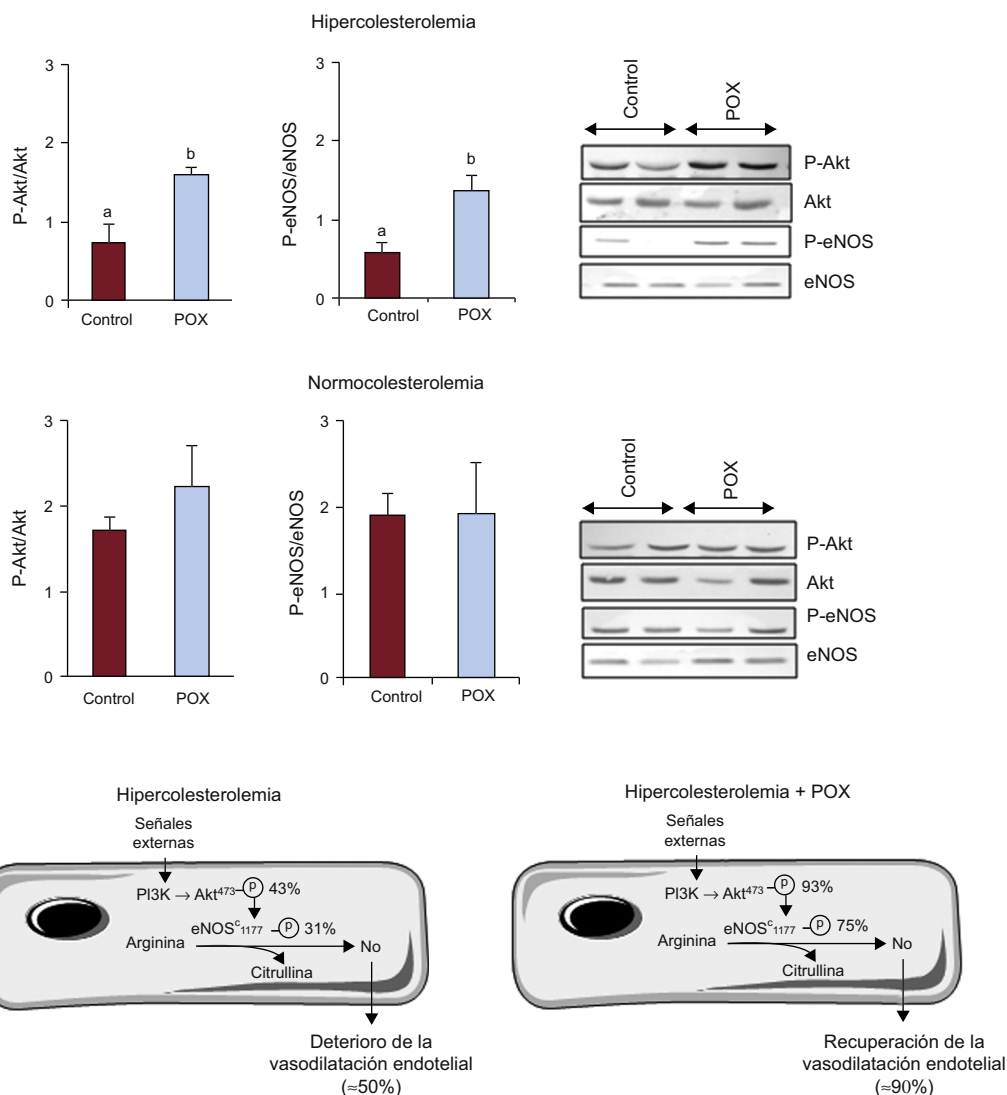 Hipercolesterolemia
3
2
1
0
P-Akt/Akt
a
b
Control
POX
3
2
1
0
P-eNOS/eNOS
a
b
Control
POX
Control
POX
P-Akt
Akt
P-eNOS
eNOS
Normocolesterolemia
3
2
1
0
P-Akt/Akt
Control
POX
3
2
1
0
P-eNOS/eNOS
Control
POX
Control
POX
P-Akt
Akt
P-eNOS
eNOS
Hipercolesterolemia
Señales
externas
PI3K → Akt⁴⁷³ P 43%
eNOSᶜ₁₁₇₇ P 31%
Arginina
No
Citrullina
Deterioro de la
vasodilatación endotelial
(≈50%)
Hipercolesterolemia + POX
Señales
externas
PI3K → Akt⁴⁷³ P 93%
eNOSᶜ₁₁₇₇ P 75%
Arginina
No
Citrullina
Recuperación de la
vasodilatación endotelial
(≈90%)